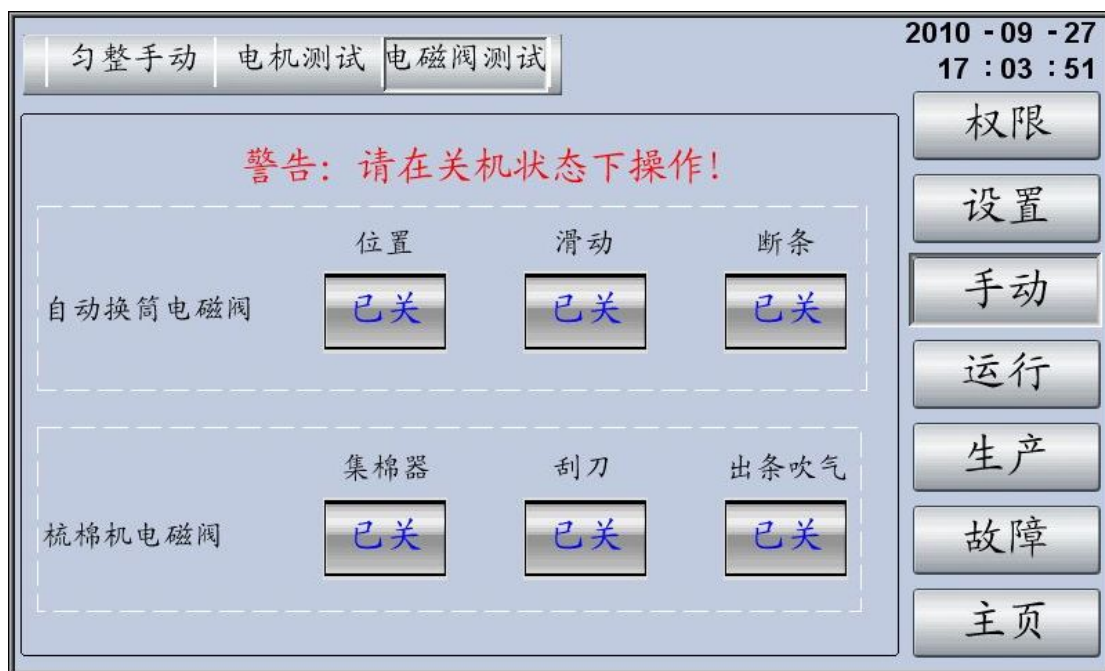 匀整手动 电机测试 电磁阀测试
2010 - 09 - 27
17 : 03 : 51
警告: 请在关机状态下操作!
位置 滑动 断条
自动换筒电磁阀 已关 已关 已关
集棉器 刮刀 出条吹气
梳棉机电磁阀 已关 已关 已关
权限
设置
手动
运行
生产
故障
主页